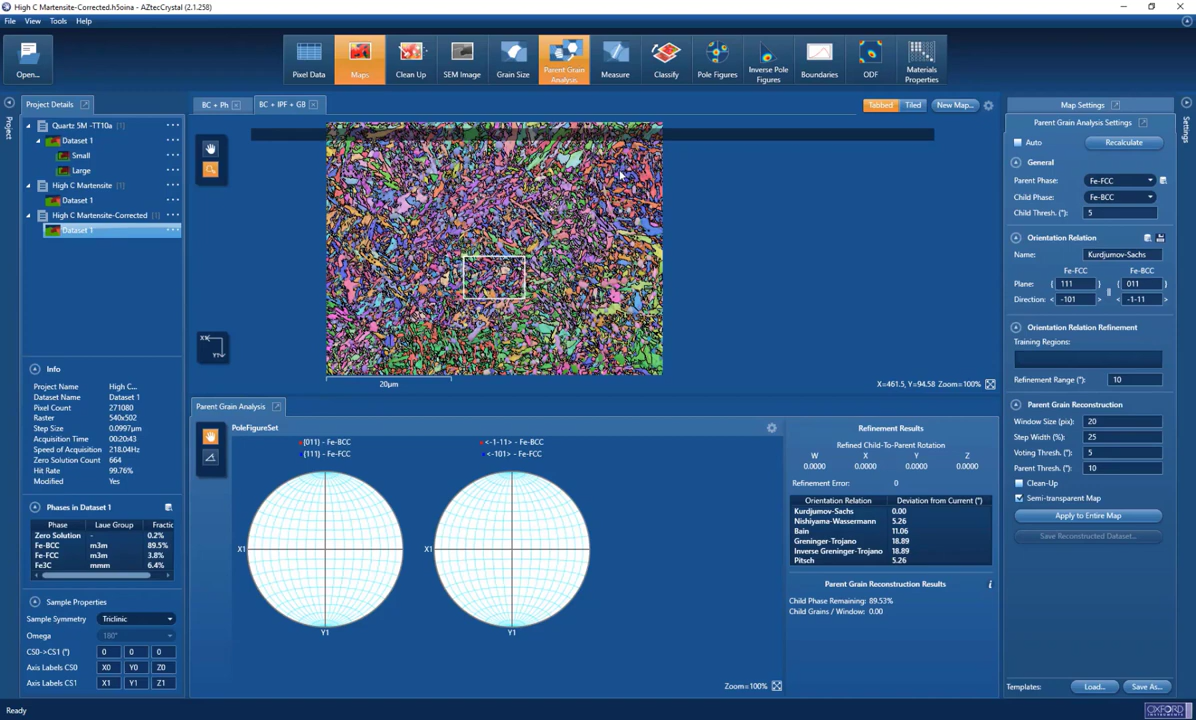 High C Martensite-Corrected.h5oina - AZtecCrystal (2.1.258)
File View Tools Help
Open...
Pixel Data
Maps
Clean Up
SEM Image
Grain Size
Parent Grain Analysis
Measure
Classify
Pole Figures
Inverse Pole Figures
Boundaries
ODF
Materials Properties
Project
Project Details
Quartz 5M -TT10a [1]
Dataset 1
Small
Large
High C Martensite [1]
Dataset 1
High C Martensite-Corrected [1]
Dataset 1
Info
Project Name High C...
Dataset Name Dataset 1
Pixel Count 271080
Raster 540x502
Step Size 0.0997µm
Acquisition Time 00:20:43
Speed of Acquisition 218.04Hz
Zero Solution Count 664
Hit Rate 99.76%
Modified Yes
Phases in Dataset 1
Phase Laue Group Fractic
Zero Solution - 0.2%
Fe-BCC m3m 89.5%
Fe-FCC m3m 3.8%
Fe3C mmm 6.4%
Sample Properties
Sample Symmetry Triclinic
Omega 180°
CS0->CS1 (°) 0 0 0
Axis Labels CS0 X0 Y0 Z0
Axis Labels CS1 X1 Y1 Z1
BC + Ph
BC + IPF + GB
Tabbed Tiled New Map...
20µm
X=461.5, Y=94.58 Zoom=100%
Parent Grain Analysis
PoleFigureSet
{011} - Fe-BCC
{111} - Fe-FCC
<-1-11> - Fe-BCC
<-101> - Fe-FCC
X1
Y1
X1
Y1
Zoom=100%
Refinement Results
Refined Child-To-Parent Rotation
W X Y Z
0.0000 0.0000 0.0000 0.0000
Refinement Error: 0
Orientation Relation Deviation from Current (°)
Kurdjumov-Sachs 0.00
Nishiyama-Wassermann 5.26
Bain 11.06
Greninger-Trojano 18.89
Inverse Greninger-Trojano 18.89
Pitsch 5.26
Parent Grain Reconstruction Results
Child Phase Remaining: 89.53%
Child Grains / Window: 0.00
Map Settings
Parent Grain Analysis Settings
Auto Recalculate
General
Parent Phase: Fe-FCC
Child Phase: Fe-BCC
Child Thresh. (°): 5
Orientation Relation
Name: Kurdjumov-Sachs
Fe-FCC Fe-BCC
Plane: { 111 } { 011 }
Direction: < -101 > < -1-11 >
Orientation Relation Refinement
Training Regions:
Refinement Range (°): 10
Parent Grain Reconstruction
Window Size (pix): 20
Step Width (%): 25
Voting Thresh. (°): 5
Parent Thresh. (°): 10
Clean-Up
Semi-transparent Map
Apply to Entire Map
Save Reconstructed Dataset...
Templates: Load... Save As...
Settings
Ready
OXFORD
INSTRUMENTS